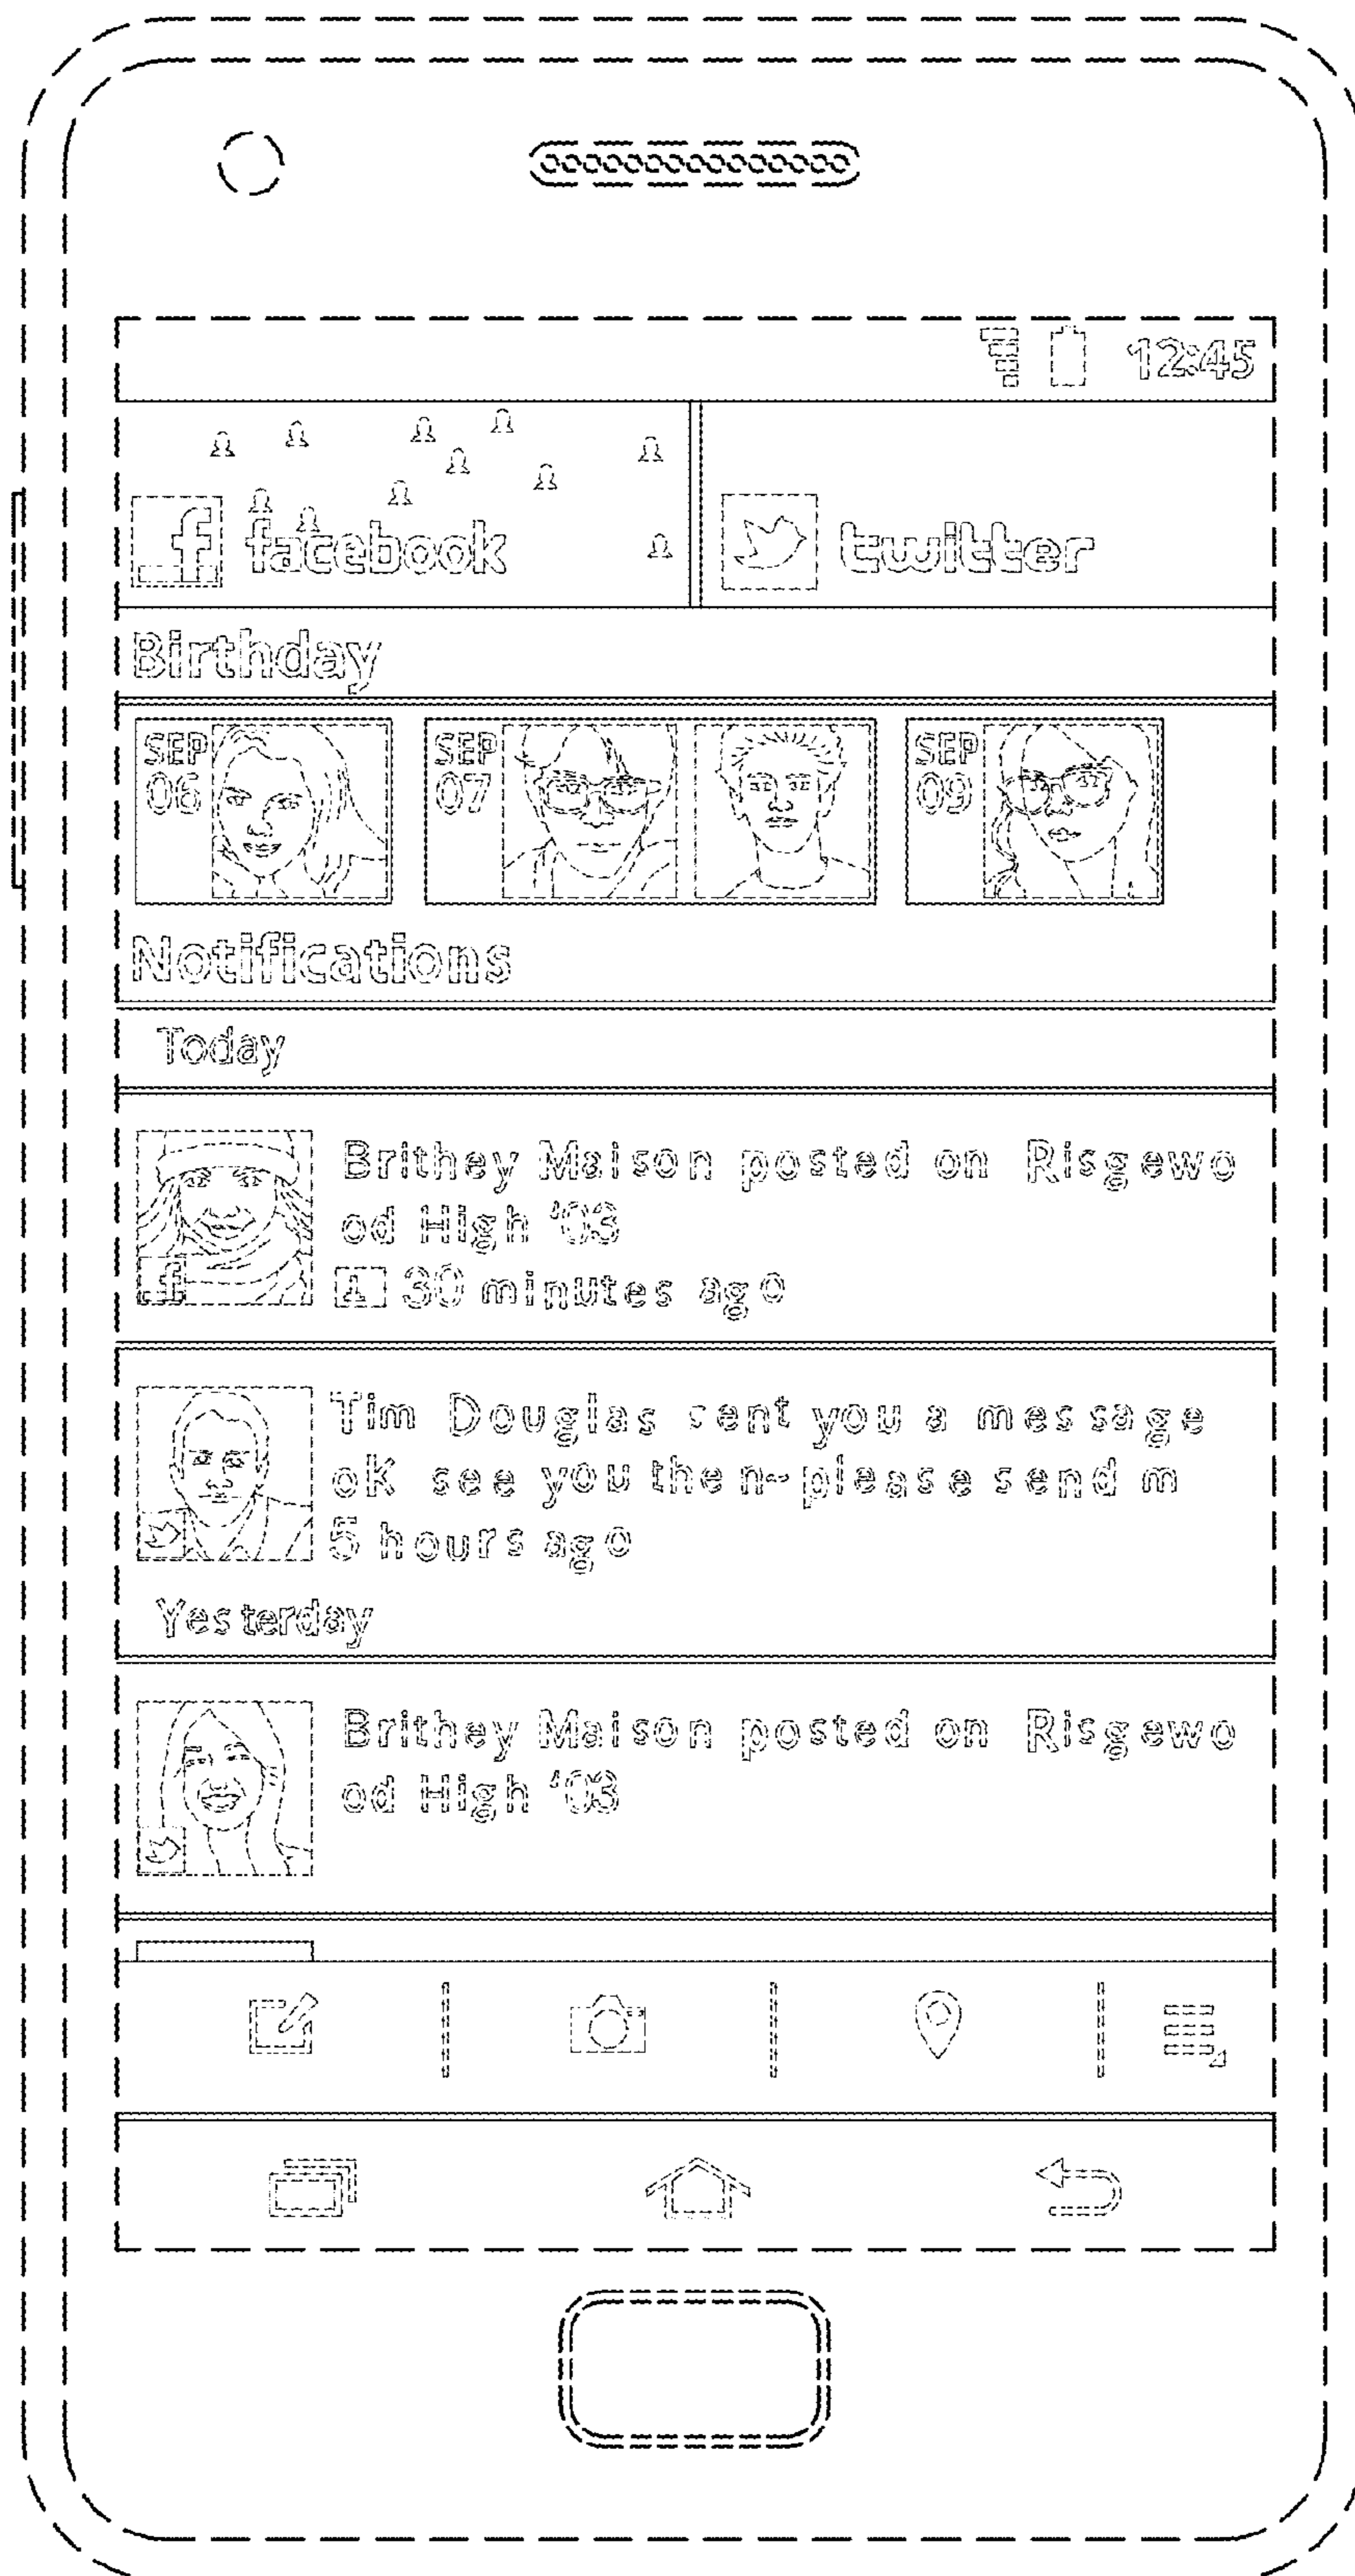 12:45
facebook
twitter
Birthday
SEP
06
SEP
07
SEP
09
Notifications
Today
Brithey Maison posted on Risgewo
od High '03
30 minutes ago
Tim Douglas sent you a message
ok see you then~please send m
5 hours ago
Yesterday
Brithey Maison posted on Risgewo
od High '03